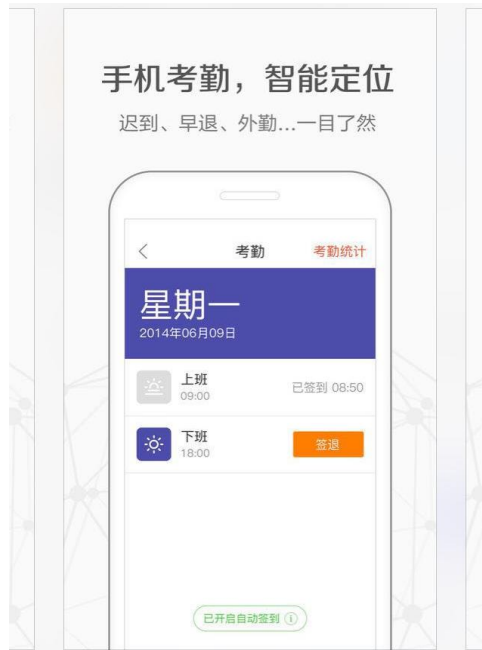 手机考勤，智能定位
迟到、早退、外勤...一目了然
考勤
考勤统计
星期一
2014年06月09日
上班
09:00
已签到 08:50
下班
18:00
签退
已开启自动签到